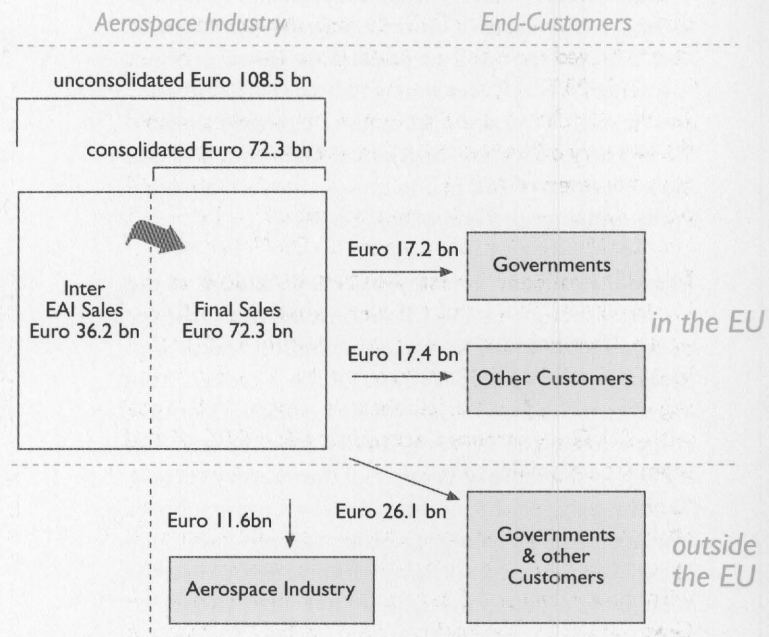 Aerospace Industry
End-Customers
unconsolidated Euro 108.5 bn
consolidated Euro 72.3 bn
Inter
EAI Sales
Euro 36.2 bn
Final Sales
Euro 72.3 bn
Euro 17.2 bn
Governments
in the EU
Euro 17.4 bn
Other Customers
Euro 11.6bn
Euro 26.1 bn
Aerospace Industry
Governments
& other
Customers
outside
the EU